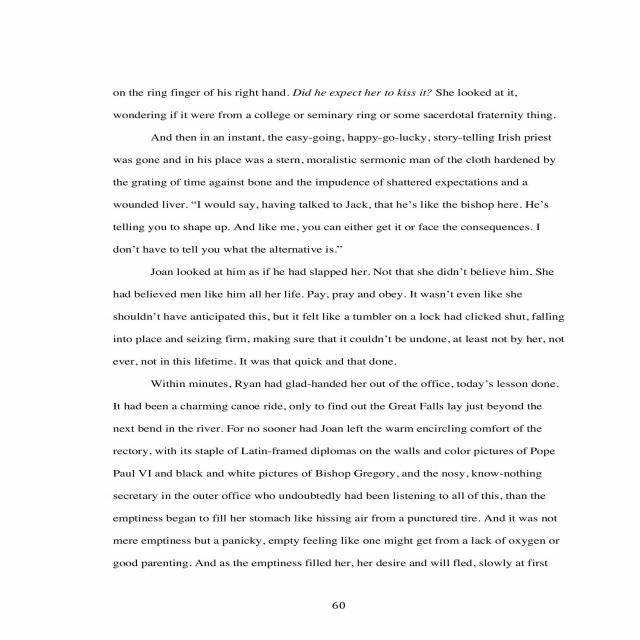 on the ring finger of his right hand. Did he expect her to kiss it? She looked at it,
wondering if it were from a college or seminary ring or some sacerdotal fraternity thing.
And then in an instant, the easy-going, happy-go-lucky, story-telling Irish priest
was gone and in his place was a stern, moralistic sermonic man of the cloth hardened by
the grating of time against bone and the impudence of shattered expectations and a
wounded liver. “I would say, having talked to Jack, that he’s like the bishop here. He’s
telling you to shape up. And like me, you can either get it or face the consequences. I
don’t have to tell you what the alternative is.”
Joan looked at him as if he had slapped her. Not that she didn’t believe him. She
had believed men like him all her life. Pay, pray and obey. It wasn’t even like she
shouldn’t have anticipated this, but it felt like a tumbler on a lock had clicked shut, falling
into place and seizing firm, making sure that it couldn’t be undone, at least not by her, not
ever, not in this lifetime. It was that quick and that done.
Within minutes, Ryan had glad-handed her out of the office, today’s lesson done.
It had been a charming canoe ride, only to find out the Great Falls lay just beyond the
next bend in the river. For no sooner had Joan left the warm encircling comfort of the
rectory, with its staple of Latin-framed diplomas on the walls and color pictures of Pope
Paul VI and black and white pictures of Bishop Gregory, and the nosy, know-nothing
secretary in the outer office who undoubtedly had been listening to all of this, than the
emptiness began to fill her stomach like hissing air from a punctured tire. And it was not
mere emptiness but a panicky, empty feeling like one might get from a lack of oxygen or
good parenting. And as the emptiness filled her, her desire and will fled, slowly at first
60